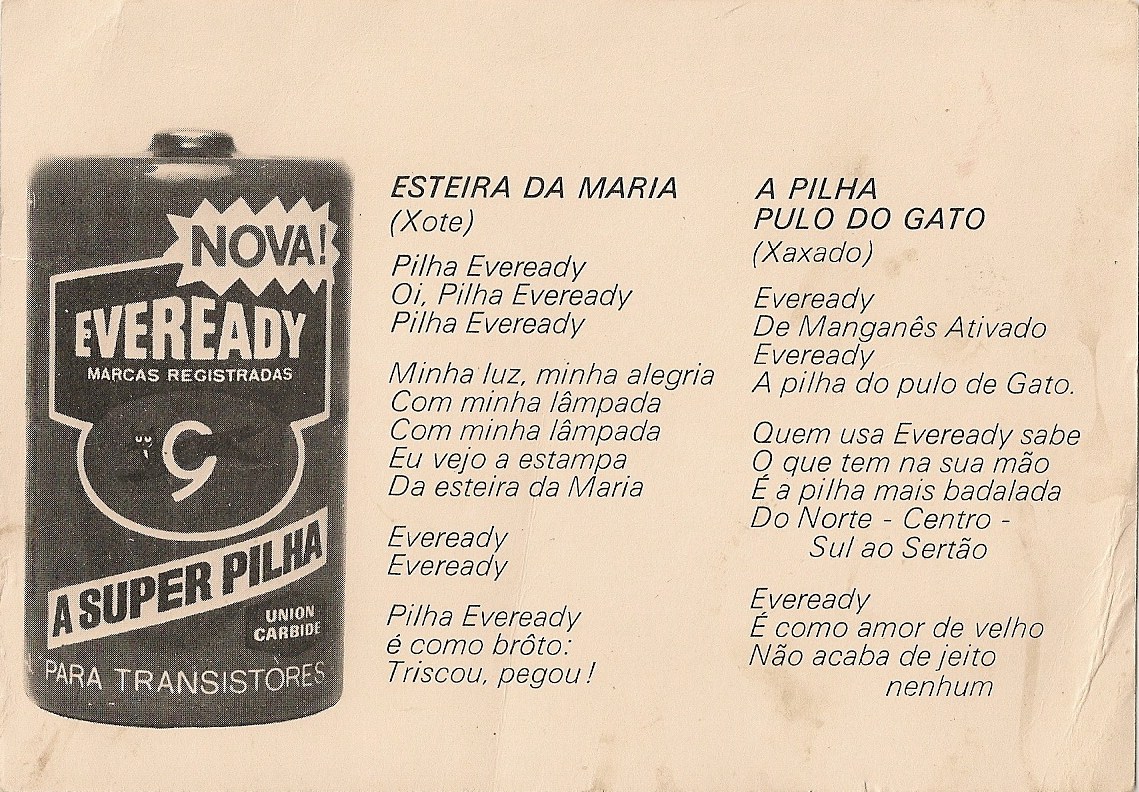 NOVA!
EVEREADY
MARCAS REGISTRADAS
9
A SUPER PILHA
UNION
CARBIDE
PARA TRANSISTORES
ESTEIRA DA MARIA
(Xote)
Pilha Eveready
Oi, Pilha Eveready
Pilha Eveready
Minha luz, minha alegria
Com minha lâmpada
Com minha lâmpada
Eu vejo a estampa
Da esteira da Maria
Eveready
Eveready
Pilha Eveready
é como brôto:
Triscou, pegou!
A PILHA
PULO DO GATO
(Xaxado)
Eveready
De Manganês Ativado
Eveready
A pilha do pulo de Gato.
Quem usa Eveready sabe
O que tem na sua mão
É a pilha mais badalada
Do Norte - Centro -
Sul ao Sertão
Eveready
É como amor de velho
Não acaba de jeito
nenhum